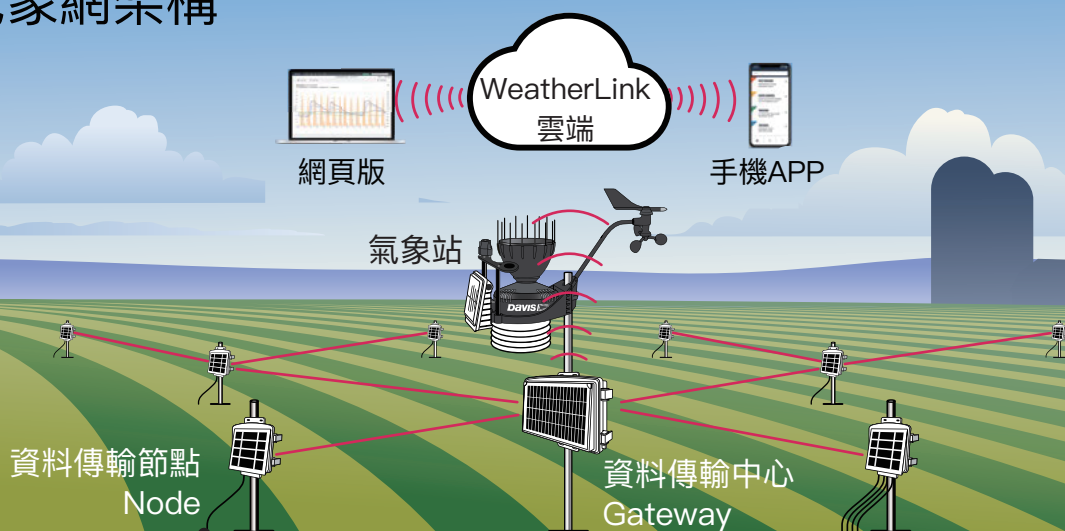 氣象網架構
WeatherLink
雲端
網頁版
手機APP
氣象站
DAVIS
資料傳輸節點
Node
資料傳輸中心
Gateway